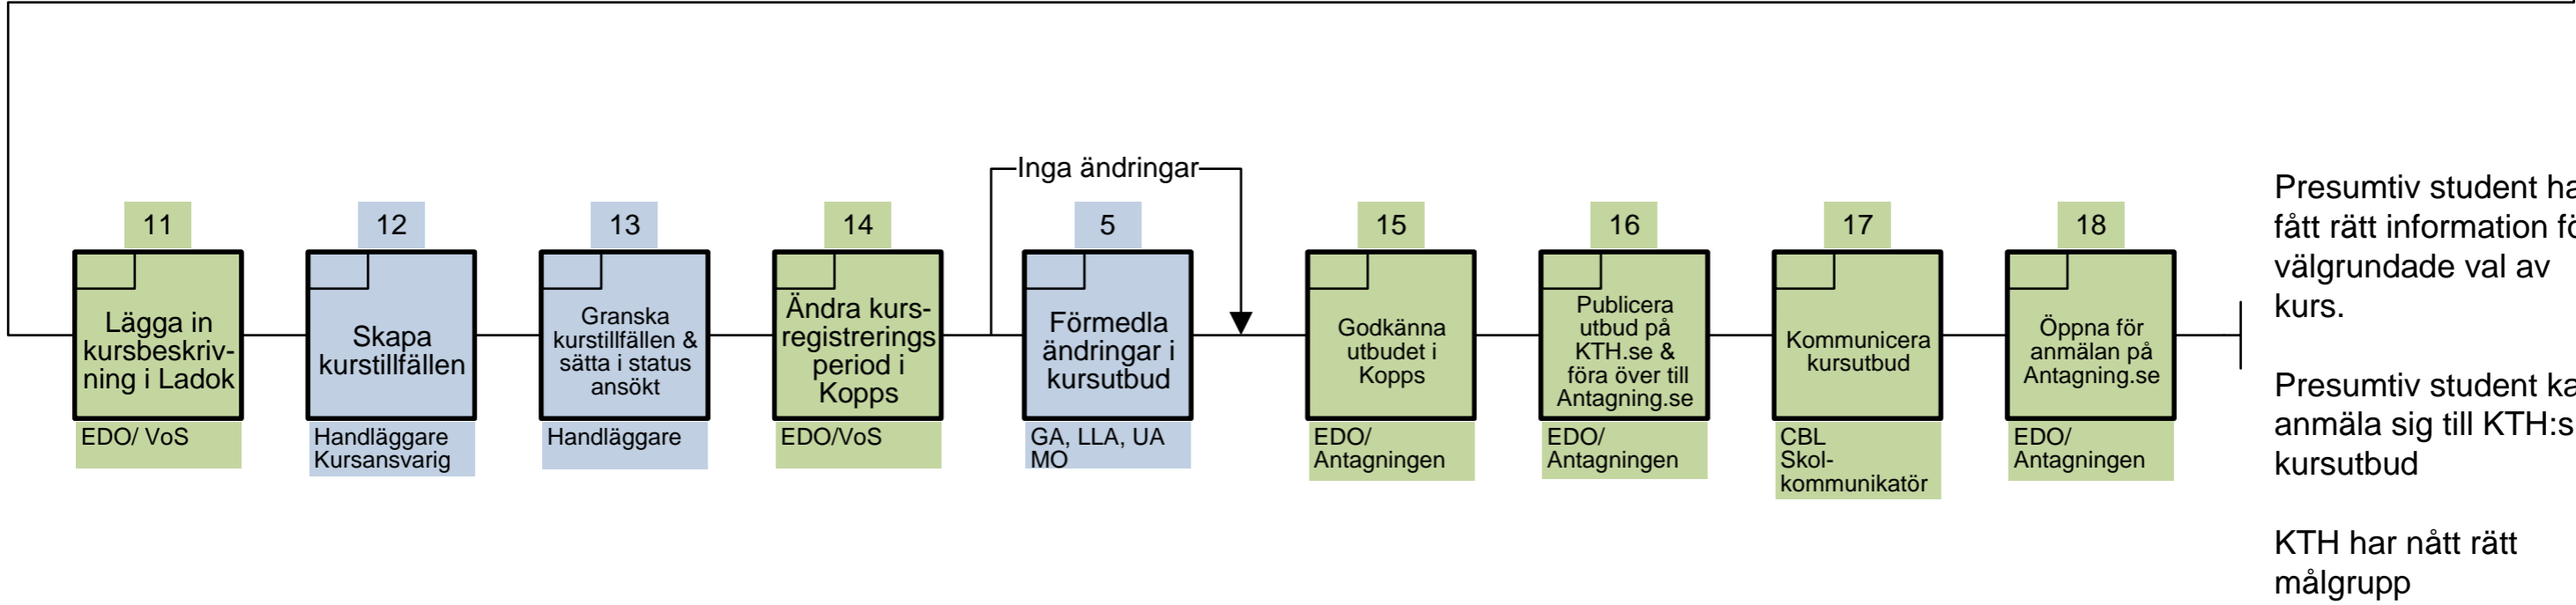 Inga ändringar
11
Lägga in
kursbeskriv-
ning i Ladok
EDO/ VoS
12
Skapa
kurstillfällen
Handläggare
Kursansvarig
13
Granska
kurstillfällen &
sätta i status
ansökt
Handläggare
14
Ändra kurs-
registrerings
period i
Kopps
EDO/VoS
5
Förmedla
ändringar i
kursutbud
GA, LLA, UA
MO
15
Godkänna
utbudet i
Kopps
EDO/
Antagningen
16
Publicera
utbud på
KTH.se &
föra över till
Antagning.se
EDO/
Antagningen
17
Kommunicera
kursutbud
CBL
Skol-
kommunikatör
18
Öppna för
anmälan på
Antagning.se
EDO/
Antagningen
Presumtiv student ha
fått rätt information fö
välgrundade val av
kurs.
Presumtiv student ka
anmäla sig till KTH:s
kursutbud
KTH har nått rätt
målgrupp